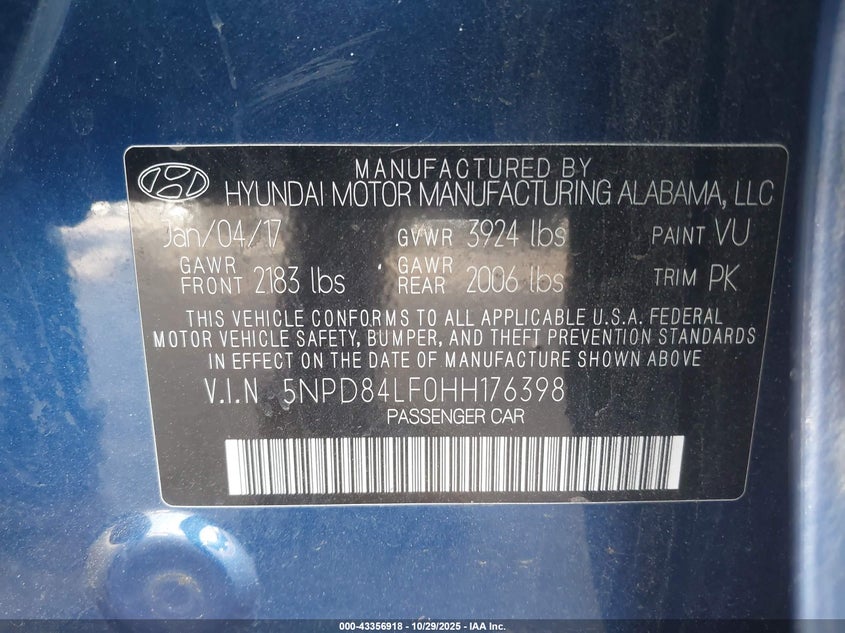 MANUFACTURED BY
HYUNDAI MOTOR MANUFACTURING ALABAMA, LLC
Jan/04/17 GVWR 3924 lbs PAINT VU
GAWR FRONT 2183 lbs GAWR REAR 2006 lbs TRIM PK
THIS VEHICLE CONFORMS TO ALL APPLICABLE U.S.A. FEDERAL
MOTOR VEHICLE SAFETY, BUMPER, AND THEFT PREVENTION STANDARDS
IN EFFECT ON THE DATE OF MANUFACTURE SHOWN ABOVE
V.I.N 5NPD84LF0HH176398
PASSENGER CAR
000-43356918 - 10/29/2025 - IAA Inc.